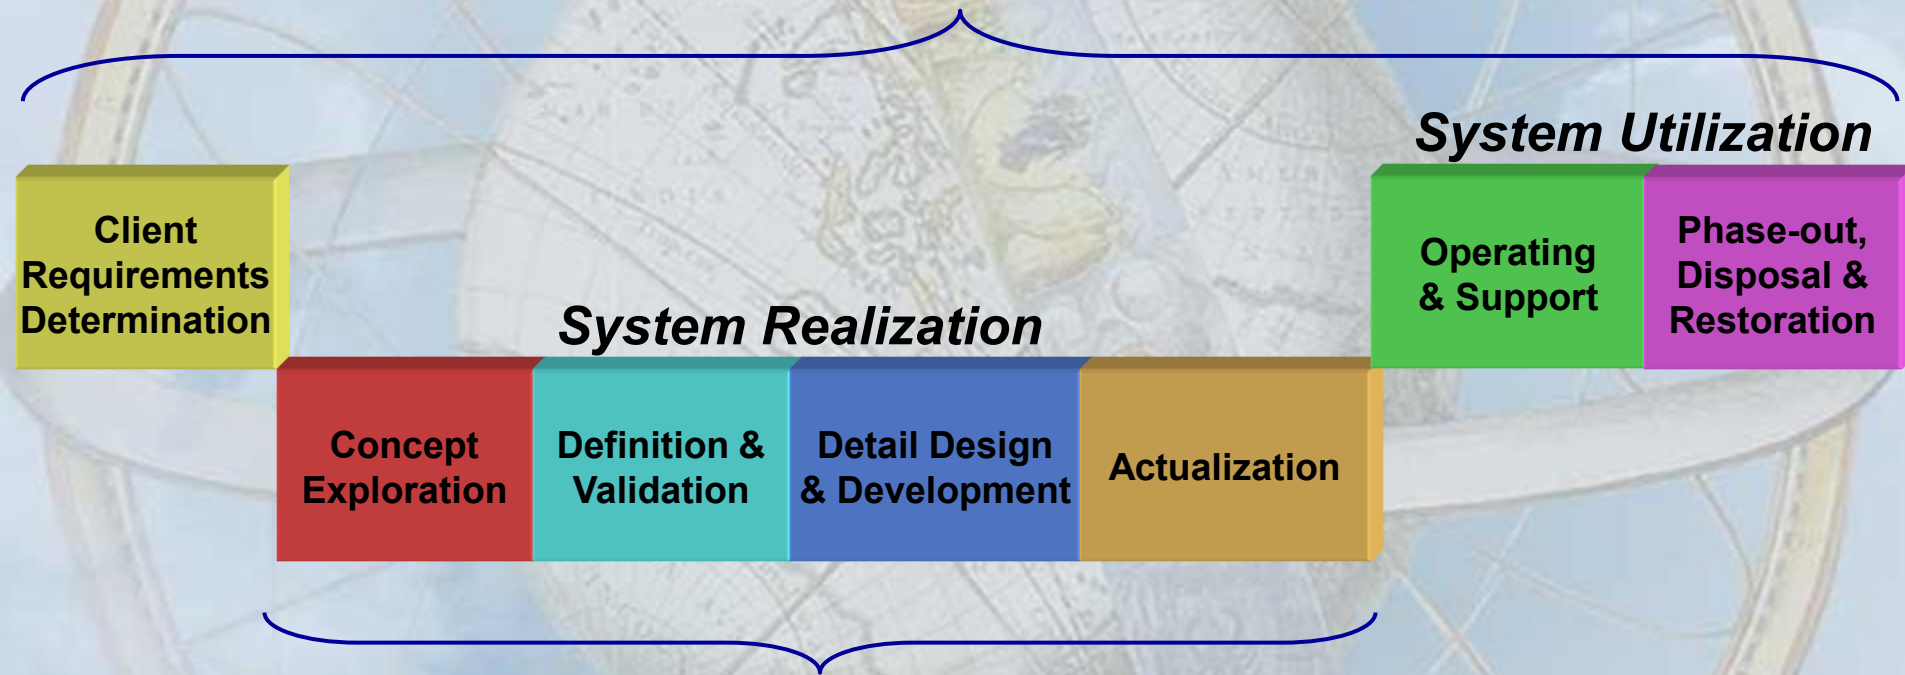 System Utilization
Client
Requirements
Determination
Operating
& Support
Phase-out,
Disposal &
Restoration
System Realization
Concept
Exploration
Definition &
Validation
Detail Design
& Development
Actualization